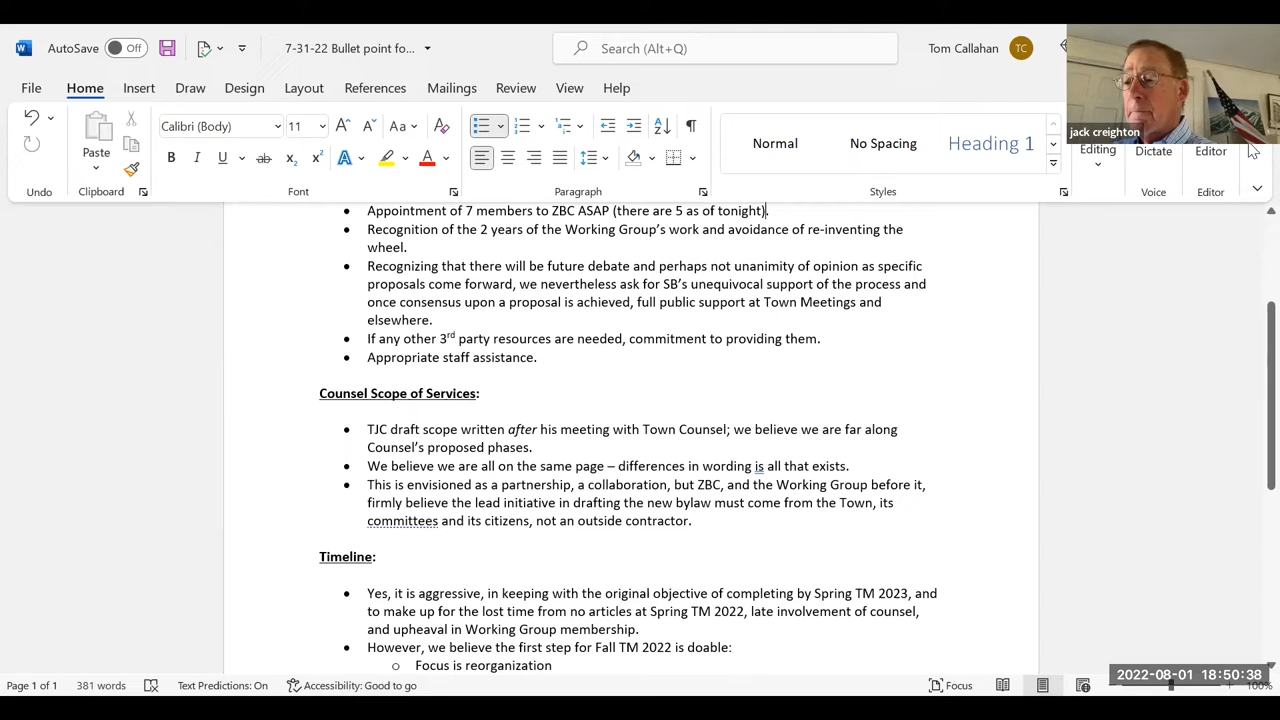 AutoSave Off 7-31-22 Bullet point fo... Search (Alt+Q) Tom Callahan TC
File Home Insert Draw Design Layout References Mailings Review View Help
jack creighton
Calibri (Body) 11 Aa
Paste
Normal No Spacing Heading 1
Editing Dictate Editor
Undo Clipboard Font Paragraph Styles Voice Editor
• Appointment of 7 members to ZBC ASAP (there are 5 as of tonight).
• Recognition of the 2 years of the Working Group's work and avoidance of re-inventing the
wheel.
• Recognizing that there will be future debate and perhaps not unanimity of opinion as specific
proposals come forward, we nevertheless ask for SB's unequivocal support of the process and
once consensus upon a proposal is achieved, full public support at Town Meetings and
elsewhere.
• If any other 3rd party resources are needed, commitment to providing them.
• Appropriate staff assistance.
Counsel Scope of Services:
• TJC draft scope written after his meeting with Town Counsel; we believe we are far along
Counsel's proposed phases.
• We believe we are all on the same page – differences in wording is all that exists.
• This is envisioned as a partnership, a collaboration, but ZBC, and the Working Group before it,
firmly believe the lead initiative in drafting the new bylaw must come from the Town, its
committees and its citizens, not an outside contractor.
Timeline:
• Yes, it is aggressive, in keeping with the original objective of completing by Spring TM 2023, and
to make up for the lost time from no articles at Spring TM 2022, late involvement of counsel,
and upheaval in Working Group membership.
• However, we believe the first step for Fall TM 2022 is doable:
o Focus is reorganization
Page 1 of 1 381 words Text Predictions: On Accessibility: Good to go Focus
2022-08-01 18:50:38